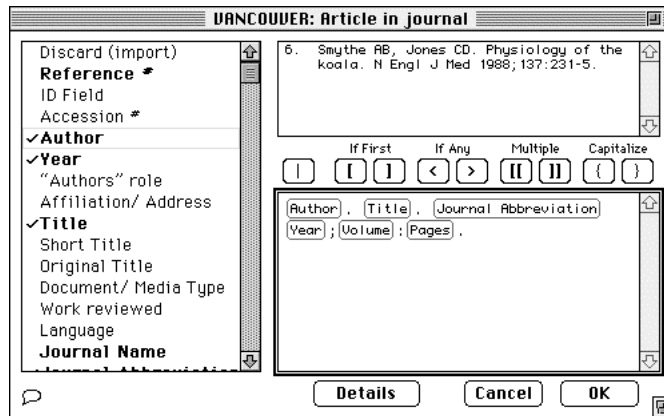 VANCOUVER: Article in journal
Discard (import)
Reference #
ID Field
Accession #
✓Author
✓Year
"Authors" role
Affiliation/ Address
✓Title
Short Title
Original Title
Document/ Media Type
Work reviewed
Language
Journal Name
✓Journal Abbreviation
6. Smythe AB, Jones CD. Physiology of the
koala. N Engl J Med 1988;137:231-5.
If First If Any Multiple Capitalize
| [ ] < > [[ ]] { }
Author. Title. Journal Abbreviation
Year;Volume:Pages.
Details Cancel OK